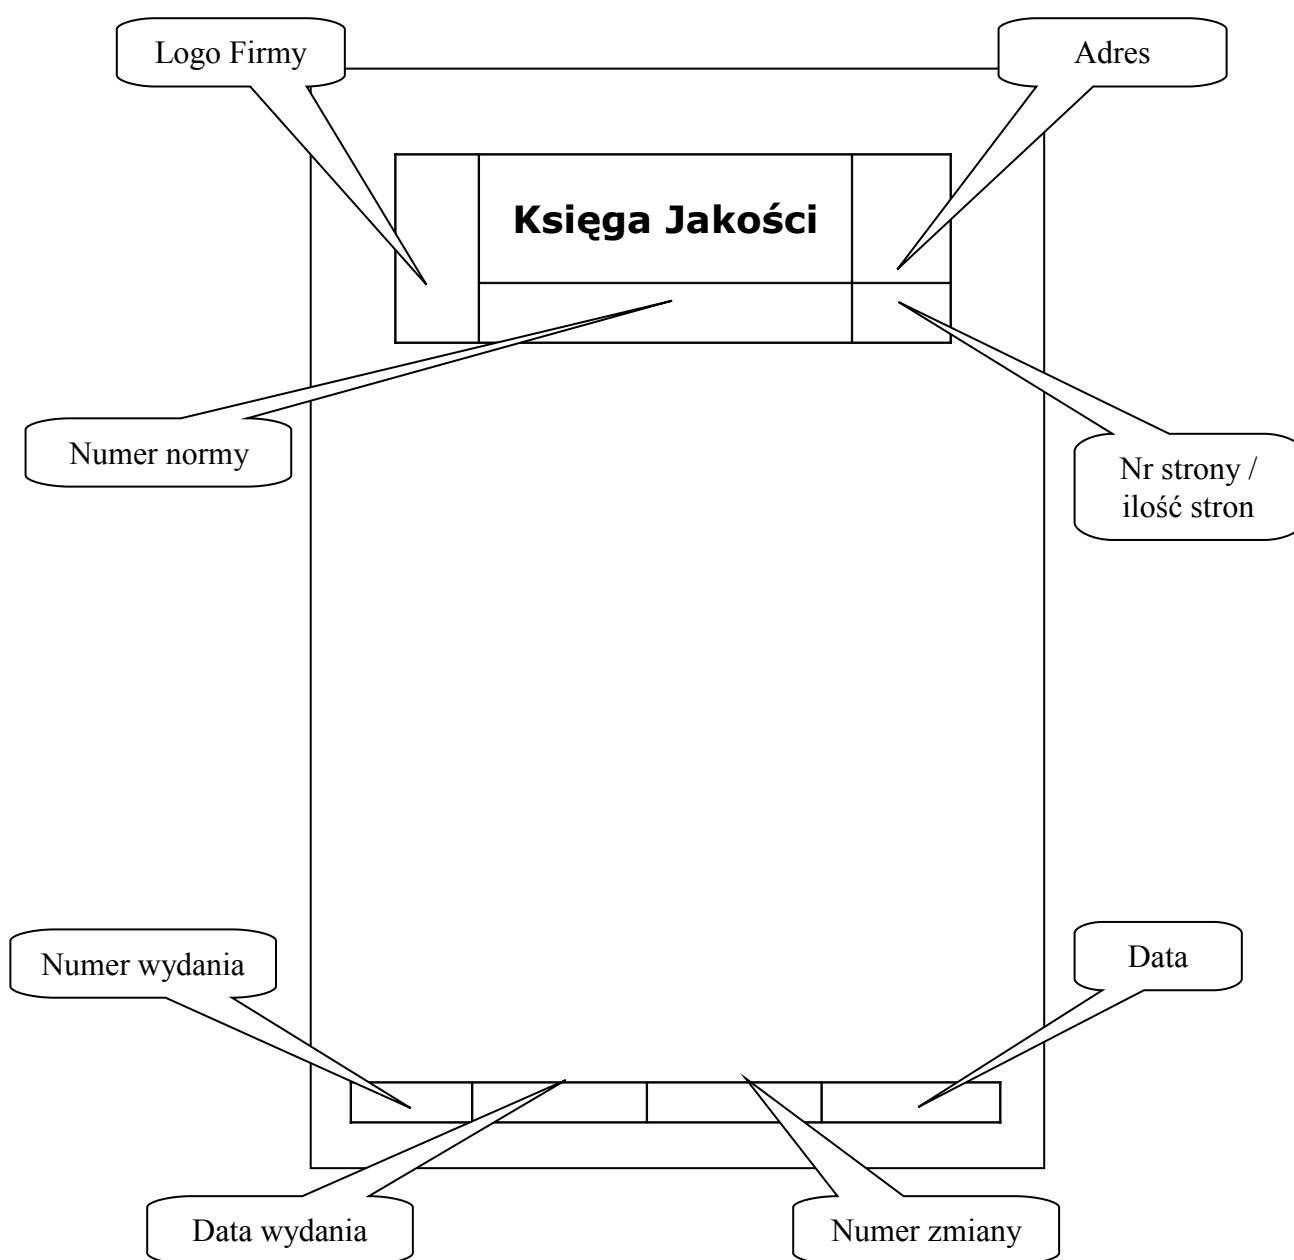 Logo Firmy
Adres
Księga Jakości
Numer normy
Nr strony /
ilość stron
Numer wydania
Data
Data wydania
Numer zmiany